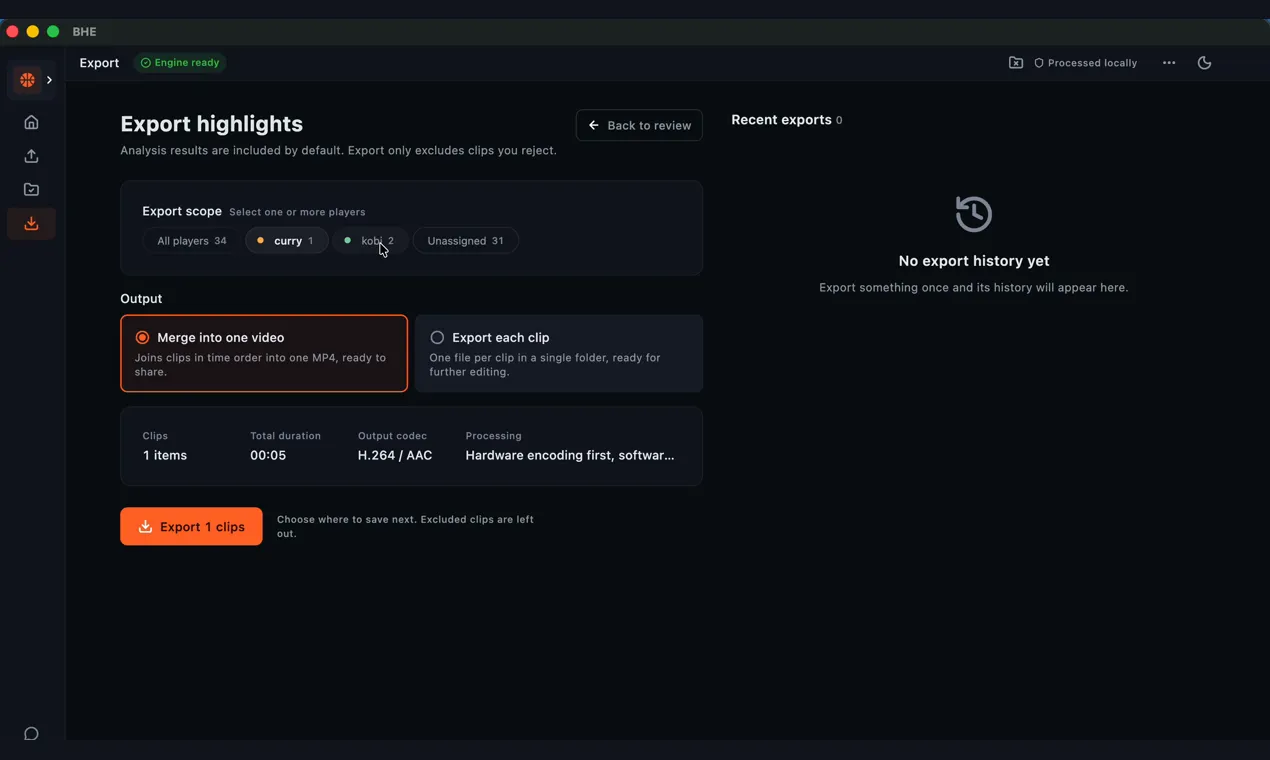 BHE
Export
Engine ready
Processed locally
Export highlights
Back to review
Analysis results are included by default. Export only excludes clips you reject.
Export scope Select one or more players
All players 34
curry 1
kobi 2
Unassigned 31
Output
Merge into one video
Joins clips in time order into one MP4, ready to
share.
Export each clip
One file per clip in a single folder, ready for
further editing.
Clips
1 items
Total duration
00:05
Output codec
H.264 / AAC
Processing
Hardware encoding first, softwar...
Export 1 clips
Choose where to save next. Excluded clips are left
out.
Recent exports 0
No export history yet
Export something once and its history will appear here.